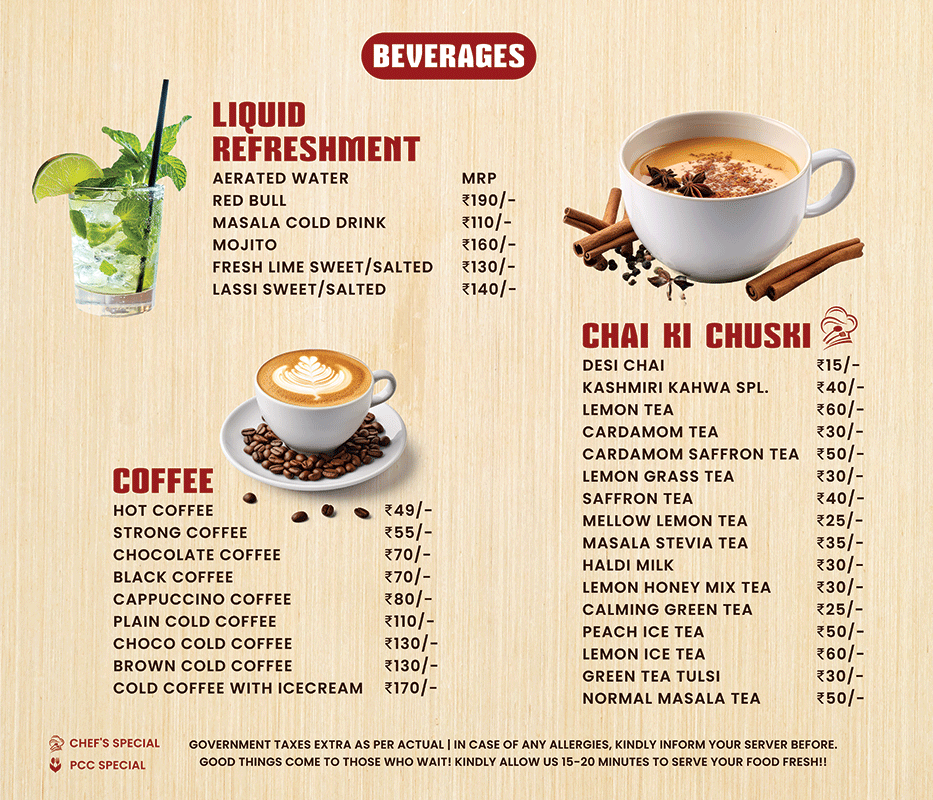 BEVERAGES
LIQUID
REFRESHMENT
AERATED WATER MRP
RED BULL ₹190/-
MASALA COLD DRINK ₹110/-
MOJITO ₹160/-
FRESH LIME SWEET/SALTED ₹130/-
LASSI SWEET/SALTED ₹140/-
COFFEE
HOT COFFEE ₹49/-
STRONG COFFEE ₹55/-
CHOCOLATE COFFEE ₹70/-
BLACK COFFEE ₹70/-
CAPPUCCINO COFFEE ₹80/-
PLAIN COLD COFFEE ₹110/-
CHOCO COLD COFFEE ₹130/-
BROWN COLD COFFEE ₹130/-
COLD COFFEE WITH ICECREAM ₹170/-
CHAI KI CHUSKI
DESI CHAI ₹15/-
KASHMIRI KAHWA SPL. ₹40/-
LEMON TEA ₹60/-
CARDAMOM TEA ₹30/-
CARDAMOM SAFFRON TEA ₹50/-
LEMON GRASS TEA ₹30/-
SAFFRON TEA ₹40/-
MELLOW LEMON TEA ₹25/-
MASALA STEVIA TEA ₹35/-
HALDI MILK ₹30/-
LEMON HONEY MIX TEA ₹30/-
CALMING GREEN TEA ₹25/-
PEACH ICE TEA ₹50/-
LEMON ICE TEA ₹60/-
GREEN TEA TULSI ₹30/-
NORMAL MASALA TEA ₹50/-
CHEF'S SPECIAL
PCC SPECIAL
GOVERNMENT TAXES EXTRA AS PER ACTUAL | IN CASE OF ANY ALLERGIES, KINDLY INFORM YOUR SERVER BEFORE.
GOOD THINGS COME TO THOSE WHO WAIT! KINDLY ALLOW US 15-20 MINUTES TO SERVE YOUR FOOD FRESH!!